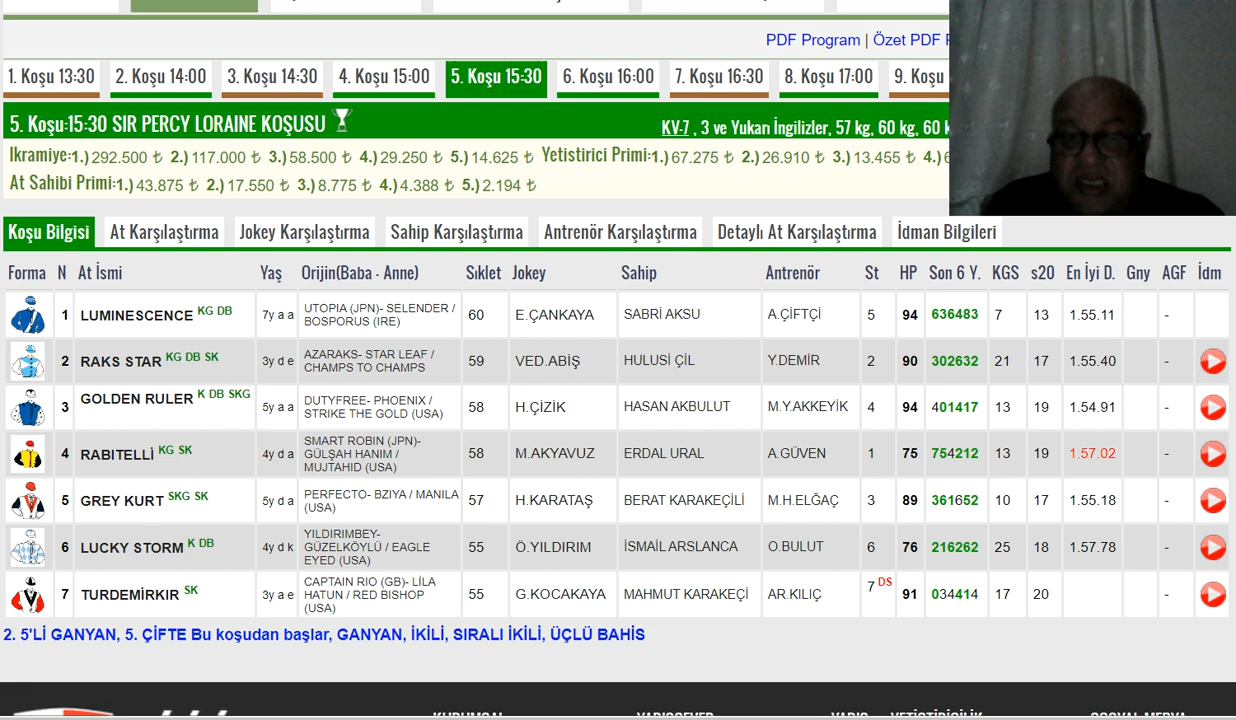 PDF Program | Özet PDF
1. Koşu 13:30 2. Koşu 14:00 3. Koşu 14:30 4. Koşu 15:00 5. Koşu 15:30 6. Koşu 16:00 7. Koşu 16:30 8. Koşu 17:00 9. Koşu
5. Koşu:15:30 SIR PERCY LORAINE KOŞUSU KV-7 , 3 ve Yukarı İngilizler, 57 kg, 60 kg, 60
İkramiye:1.) 292.500 ₺ 2.) 117.000 ₺ 3.) 58.500 ₺ 4.) 29.250 ₺ 5.) 14.625 ₺ Yetistirici Primi:1.) 67.275 ₺ 2.) 26.910 ₺ 3.) 13.455 ₺ 4.)
At Sahibi Primi:1.) 43.875 ₺ 2.) 17.550 ₺ 3.) 8.775 ₺ 4.) 4.388 ₺ 5.) 2.194 ₺
Koşu Bilgisi At Karşılaştırma Jokey Karşılaştırma Sahip Karşılaştırma Antrenör Karşılaştırma Detaylı At Karşılaştırma İdman Bilgileri
Forma N At İsmi Yaş Orijin(Baba - Anne) Sıklet Jokey Sahip Antrenör St HP Son 6 Y. KGS s20 En İyi D. Gny AGF İdm
1 LUMINESCENCE KG DB 7y a a UTOPIA (JPN)- SELENDER / BOSPORUS (IRE) 60 E.ÇANKAYA SABRİ AKSU A.ÇİFTÇİ 5 94 636483 7 13 1.55.11 -
2 RAKS STAR KG DB SK 3y d e AZARAKS- STAR LEAF / CHAMPS TO CHAMPS 59 VED.ABİŞ HULUSİ ÇİL Y.DEMİR 2 90 302632 21 17 1.55.40 -
3 GOLDEN RULER K DB SKG 5y a a DUTYFREE- PHOENIX / STRIKE THE GOLD (USA) 58 H.ÇİZİK HASAN AKBULUT M.Y.AKKEYİK 4 94 401417 13 19 1.54.91 -
4 RABITELLİ KG SK 4y d a SMART ROBIN (JPN)- GÜLŞAH HANIM / MUJTAHID (USA) 58 M.AKYAVUZ ERDAL URAL A.GÜVEN 1 75 754212 13 19 1.57.02 -
5 GREY KURT SKG SK 5y d a PERFECTO- BZIYA / MANILA (USA) 57 H.KARATAŞ BERAT KARAKEÇİLİ M.H.ELĞAÇ 3 89 361652 10 17 1.55.18 -
6 LUCKY STORM K DB 4y d k YILDIRIMBEY- GÜZELKÖYLÜ / EAGLE EYED (USA) 55 Ö.YILDIRIM İSMAİL ARSLANCA O.BULUT 6 76 216262 25 18 1.57.78 -
7 TURDEMİRKIR SK 3y a e CAPTAIN RIO (GB)- LİLA HATUN / RED BISHOP (USA) 55 G.KOCAKAYA MAHMUT KARAKEÇİ AR.KILIÇ 7 DS 91 034414 17 20 -
2. 5'Lİ GANYAN, 5. ÇİFTE Bu koşudan başlar, GANYAN, İKİLİ, SIRALI İKİLİ, ÜÇLÜ BAHİS